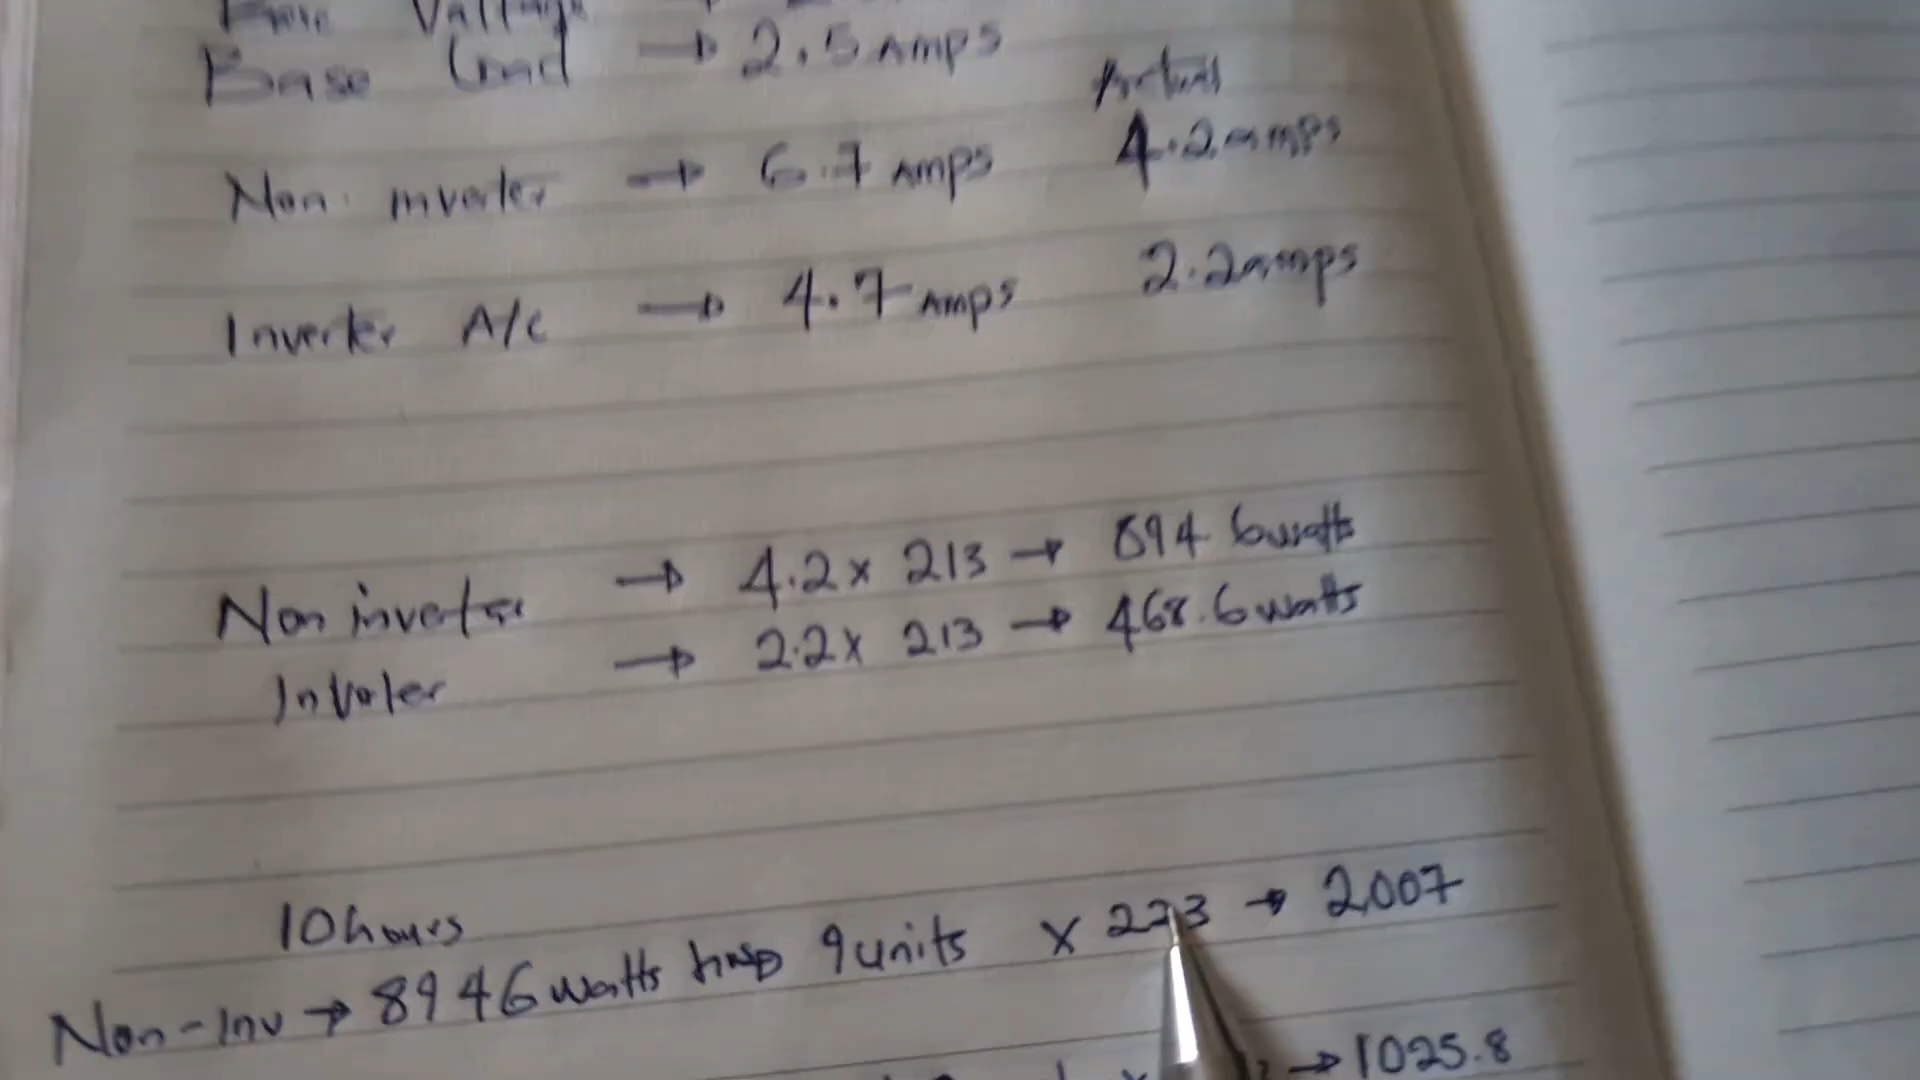 Base Voltage
Base Load → 2.5 Amps
Actual
Non. inverter → 6.7 Amps 4.2 amps
Inverter A/C → 4.7 Amps 2.2 amps
Non inverter → 4.2 x 213 → 894.6 watts
Inverter → 2.2 x 213 → 468.6 watts
10 hours
Non-Inv → 8946 watts 9 units x 223 → 2007
→ 1025.8